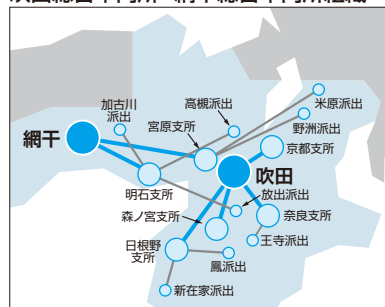 加古川
派出
高槻派出
米原派出
宮原支所
野洲派出
網干
京都支所
吹田
明石支所
放出派出
森ノ宮支所
奈良支所
日根野
支所
王寺派出
鳳派出
新在家派出